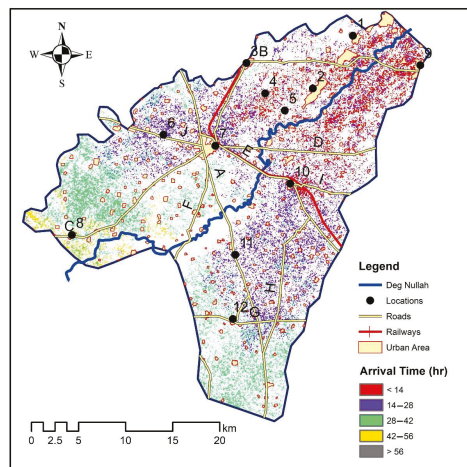 N
W E
S
1
3B
9
4
2
5
6
J
7
E
D
A
10
I
F
C 8
11
H
12 G
Legend
Deg Nullah
Locations
Roads
Railways
Urban Area
Arrival Time (hr)
< 14
14–28
28–42
42–56
> 56
0 2.5 5 10 15 20
km